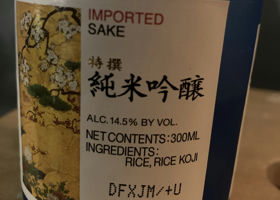 IMPORTED
SAKE
特撰
純米吟醸
ALC. 14.5% BY VOL.
NET CONTENTS: 300ML
INGREDIENTS:
RICE, RICE KOJI
DFXJM/+U